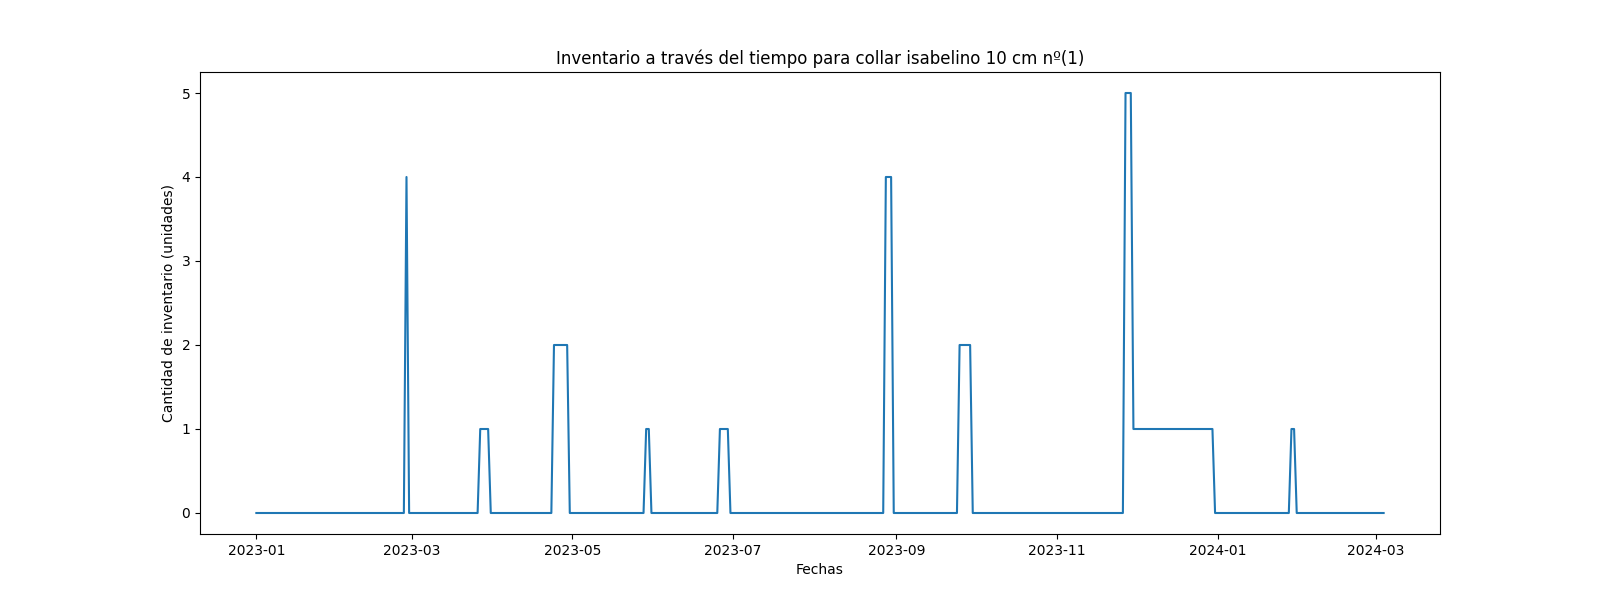 Inventario a través del tiempo para collar isabelino 10 cm nº(1)
Cantidad de inventario (unidades)
5
4
3
2
1
0
2023-01 2023-03 2023-05 2023-07 2023-09 2023-11 2024-01 2024-03
Fechas